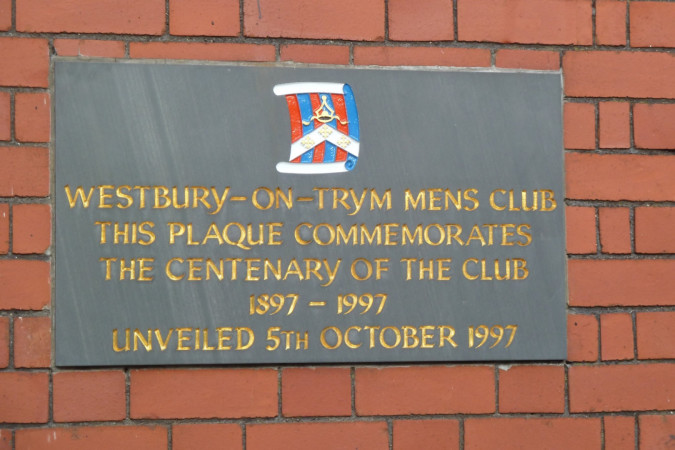 WESTBURY-ON-TRYM MENS CLUB
THIS PLAQUE COMMEMORATES
THE CENTENARY OF THE CLUB
1897 - 1997
UNVEILED 5TH OCTOBER 1997